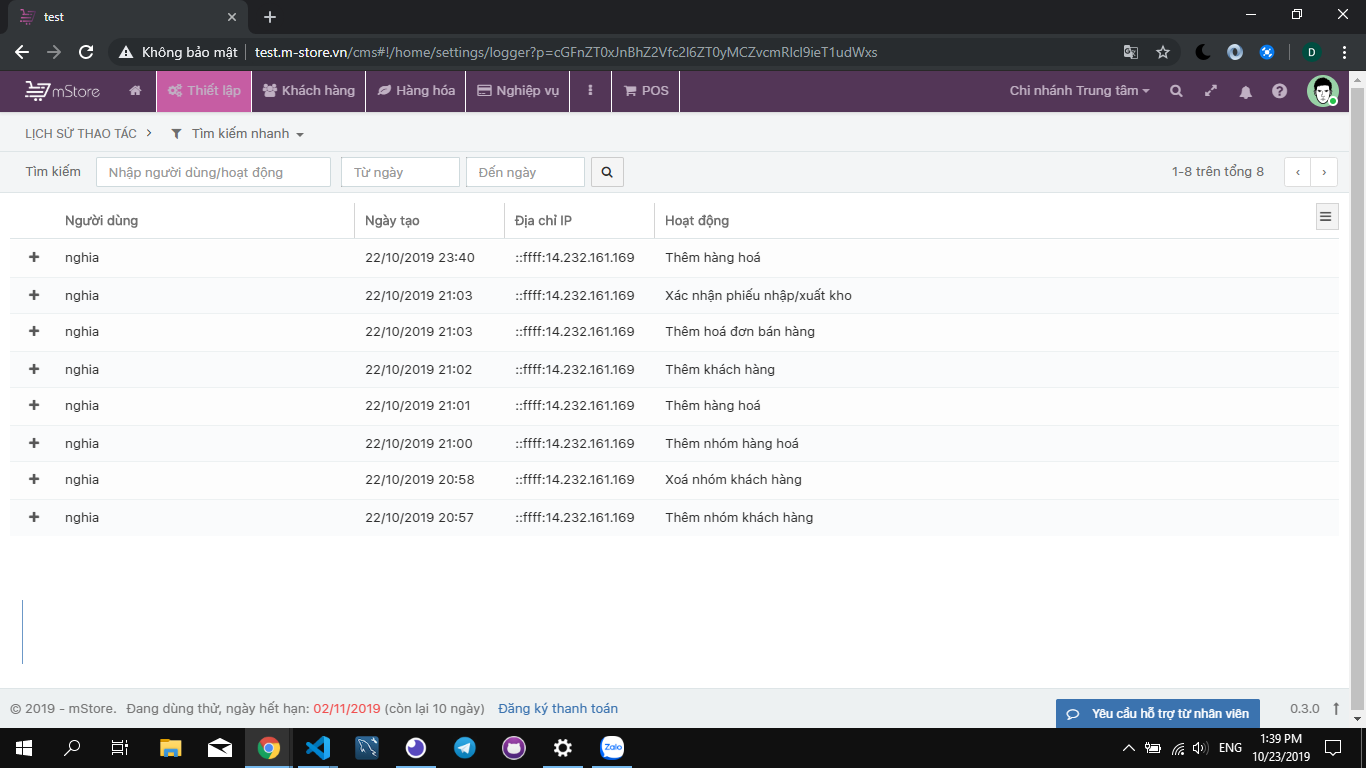 test
Không bảo mật | test.m-store.vn/cms#!/home/settings/logger?p=cGFnZT0xJnBhZ2Vfc2l6ZT0yMCZvcmRlcl9ieT1udWxs
D
mStore Thiết lập Khách hàng Hàng hóa Nghiệp vụ POS Chi nhánh Trung tâm
LỊCH SỬ THAO TÁC Tìm kiếm nhanh
Tìm kiếm Nhập người dùng/hoạt động Từ ngày Đến ngày 1-8 trên tổng 8
Người dùng Ngày tạo Địa chỉ IP Hoạt động
nghia 22/10/2019 23:40 ::ffff:14.232.161.169 Thêm hàng hoá
nghia 22/10/2019 21:03 ::ffff:14.232.161.169 Xác nhận phiếu nhập/xuất kho
nghia 22/10/2019 21:03 ::ffff:14.232.161.169 Thêm hoá đơn bán hàng
nghia 22/10/2019 21:02 ::ffff:14.232.161.169 Thêm khách hàng
nghia 22/10/2019 21:01 ::ffff:14.232.161.169 Thêm hàng hoá
nghia 22/10/2019 21:00 ::ffff:14.232.161.169 Thêm nhóm hàng hoá
nghia 22/10/2019 20:58 ::ffff:14.232.161.169 Xoá nhóm khách hàng
nghia 22/10/2019 20:57 ::ffff:14.232.161.169 Thêm nhóm khách hàng
© 2019 - mStore. Đang dùng thử, ngày hết hạn: 02/11/2019 (còn lại 10 ngày) Đăng ký thanh toán Yêu cầu hỗ trợ từ nhân viên 0.3.0
Zalo ENG 1:39 PM
10/23/2019